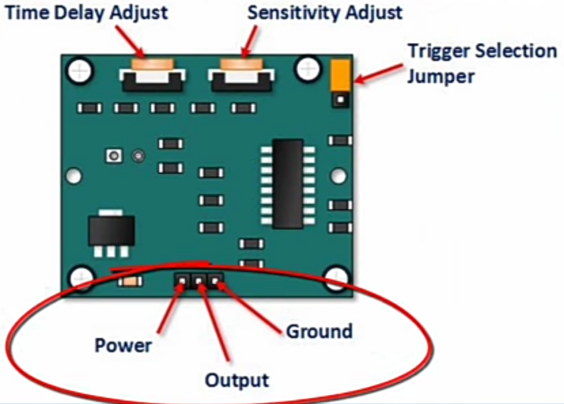 Time Delay Adjust
Sensitivity Adjust
Trigger Selection
Jumper
Power
Ground
Output